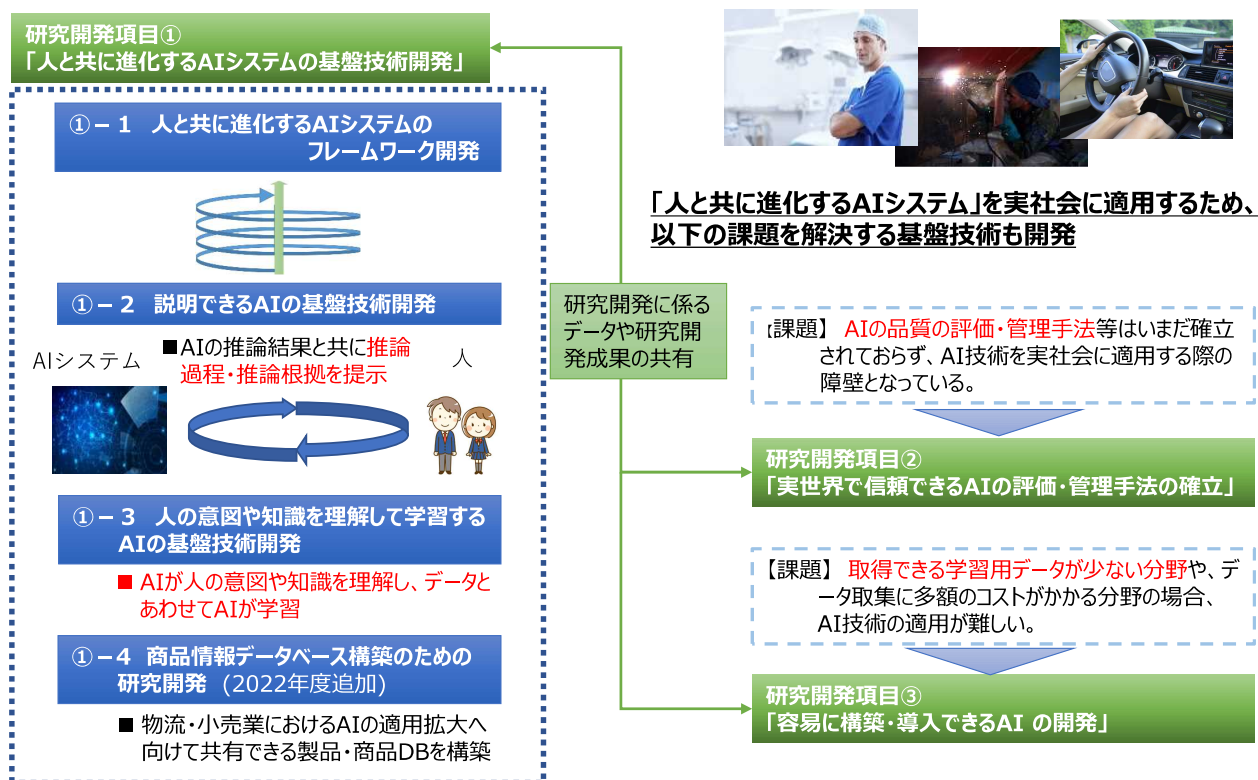 研究開発項目①
「人と共に進化するAIシステムの基盤技術開発」
①－１ 人と共に進化するAIシステムの
フレームワーク開発
①－２ 説明できるAIの基盤技術開発
AIシステム
■AIの推論結果と共に推論
過程・推論根拠を提示
人
①－３ 人の意図や知識を理解して学習する
AIの基盤技術開発
■ AIが人の意図や知識を理解し、データと
あわせてAIが学習
①－４ 商品情報データベース構築のための
研究開発 (2022年度追加)
■ 物流・小売業におけるAIの適用拡大へ
向けて共有できる製品・商品DBを構築
研究開発に係る
データや研究開
発成果の共有
「人と共に進化するAIシステム」を実社会に適用するため、
以下の課題を解決する基盤技術も開発
【課題】 AIの品質の評価・管理手法等はいまだ確立
されておらず、AI技術を実社会に適用する際の
障壁となっている。
研究開発項目②
「実世界で信頼できるAIの評価・管理手法の確立」
【課題】 取得できる学習用データが少ない分野や、デ
ータ取集に多額のコストがかかる分野の場合、
AI技術の適用が難しい。
研究開発項目③
「容易に構築・導入できるAI の開発」